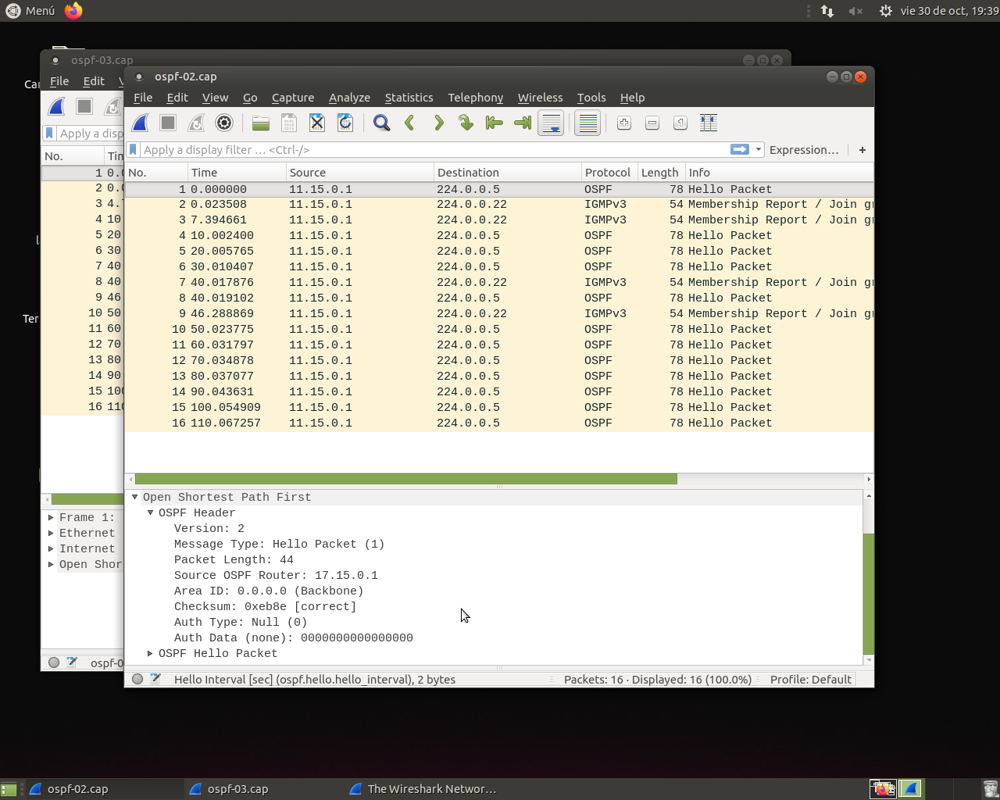 Menú
vie 30 de oct, 19:39
ospf-03.cap
File Edit
Apply a disp
No.
1 0.0
2 0.0
3 4.
4 10
5 20
6 30
7 40
8 40
9 46
10 50
11 60
12 70
13 80
14 90
15 100
16 110
Frame 1:
Ethernet
Internet
Open Shor
ospf-0
Ter
ospf-02.cap
File Edit View Go Capture Analyze Statistics Telephony Wireless Tools Help
Apply a display filter … <Ctrl-/>
Expression… +
No. Time Source Destination Protocol Length Info
1 0.000000 11.15.0.1 224.0.0.5 OSPF 78 Hello Packet
2 0.023508 11.15.0.1 224.0.0.22 IGMPv3 54 Membership Report / Join gr
3 7.394661 11.15.0.1 224.0.0.22 IGMPv3 54 Membership Report / Join gr
4 10.002400 11.15.0.1 224.0.0.5 OSPF 78 Hello Packet
5 20.005765 11.15.0.1 224.0.0.5 OSPF 78 Hello Packet
6 30.010407 11.15.0.1 224.0.0.5 OSPF 78 Hello Packet
7 40.017876 11.15.0.1 224.0.0.22 IGMPv3 54 Membership Report / Join gr
8 40.019102 11.15.0.1 224.0.0.5 OSPF 78 Hello Packet
9 46.288869 11.15.0.1 224.0.0.22 IGMPv3 54 Membership Report / Join gr
10 50.023775 11.15.0.1 224.0.0.5 OSPF 78 Hello Packet
11 60.031797 11.15.0.1 224.0.0.5 OSPF 78 Hello Packet
12 70.034878 11.15.0.1 224.0.0.5 OSPF 78 Hello Packet
13 80.037077 11.15.0.1 224.0.0.5 OSPF 78 Hello Packet
14 90.043631 11.15.0.1 224.0.0.5 OSPF 78 Hello Packet
15 100.054909 11.15.0.1 224.0.0.5 OSPF 78 Hello Packet
16 110.067257 11.15.0.1 224.0.0.5 OSPF 78 Hello Packet
Open Shortest Path First
OSPF Header
Version: 2
Message Type: Hello Packet (1)
Packet Length: 44
Source OSPF Router: 17.15.0.1
Area ID: 0.0.0.0 (Backbone)
Checksum: 0xeb8e [correct]
Auth Type: Null (0)
Auth Data (none): 0000000000000000
OSPF Hello Packet
Hello Interval [sec] (ospf.hello.hello_interval), 2 bytes
Packets: 16 · Displayed: 16 (100.0%)
Profile: Default
ospf-02.cap
ospf-03.cap
The Wireshark Networ…